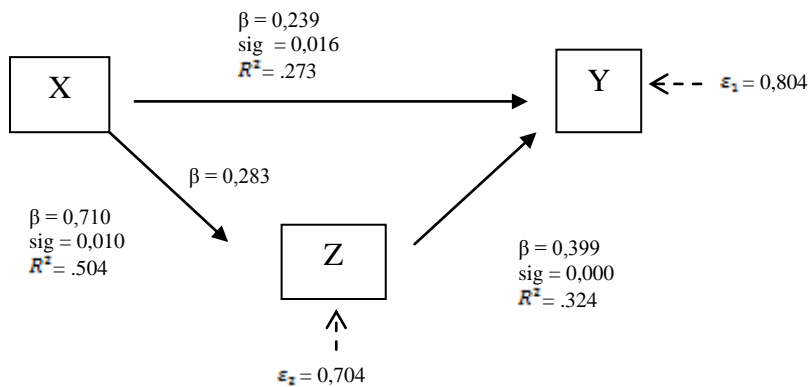 β = 0,239
sig = 0,016
R² = .273
X
Y
ε₁ = 0,804
β = 0,283
β = 0,710
sig = 0,010
R² = .504
Z
β = 0,399
sig = 0,000
R² = .324
ε₂ = 0,704